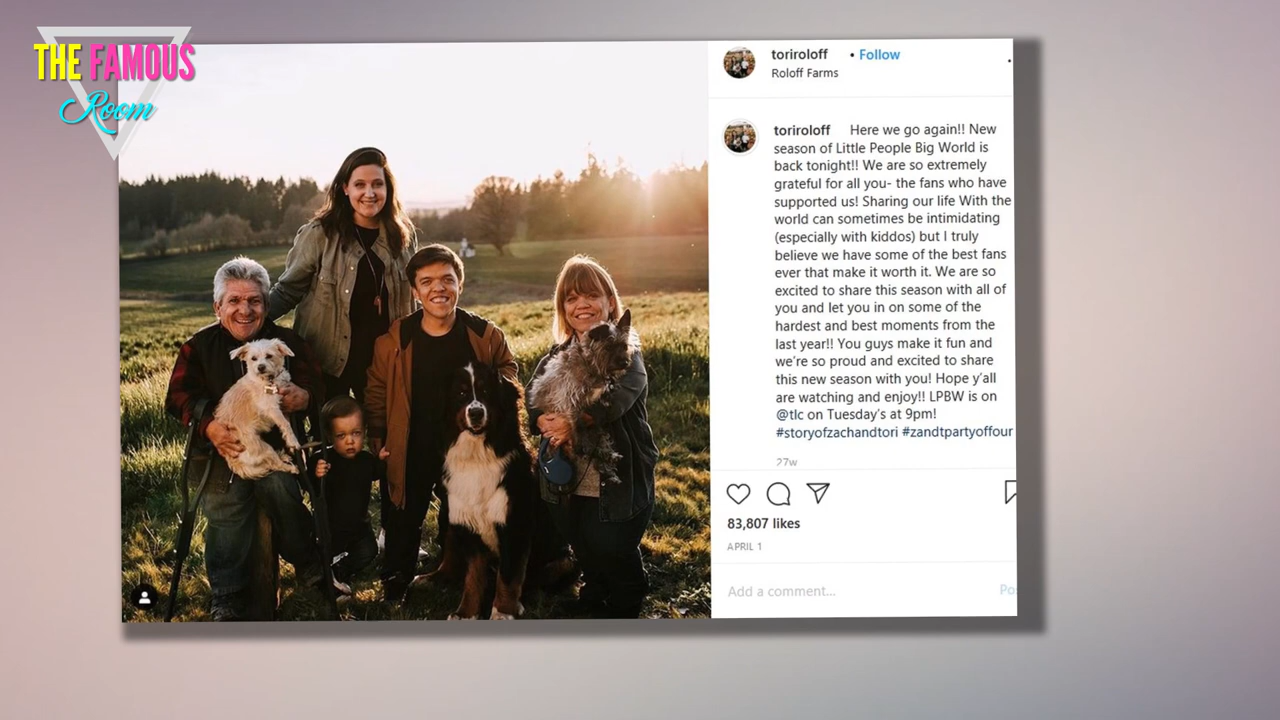 THE FAMOUS
Room
toriroloff • Follow
Roloff Farms
toriroloff Here we go again!! New
season of Little People Big World is
back tonight!! We are so extremely
grateful for all you- the fans who have
supported us! Sharing our life With the
world can sometimes be intimidating
(especially with kiddos) but I truly
believe we have some of the best fans
ever that make it worth it. We are so
excited to share this season with all of
you and let you in on some of the
hardest and best moments from the
last year!! You guys make it fun and
we're so proud and excited to share
this new season with you! Hope y'all
are watching and enjoy!! LPBW is on
@tlc on Tuesday's at 9pm!
#storyofzachandtori #zandtpartyoffour
27w
83,807 likes
APRIL 1
Add a comment... Po